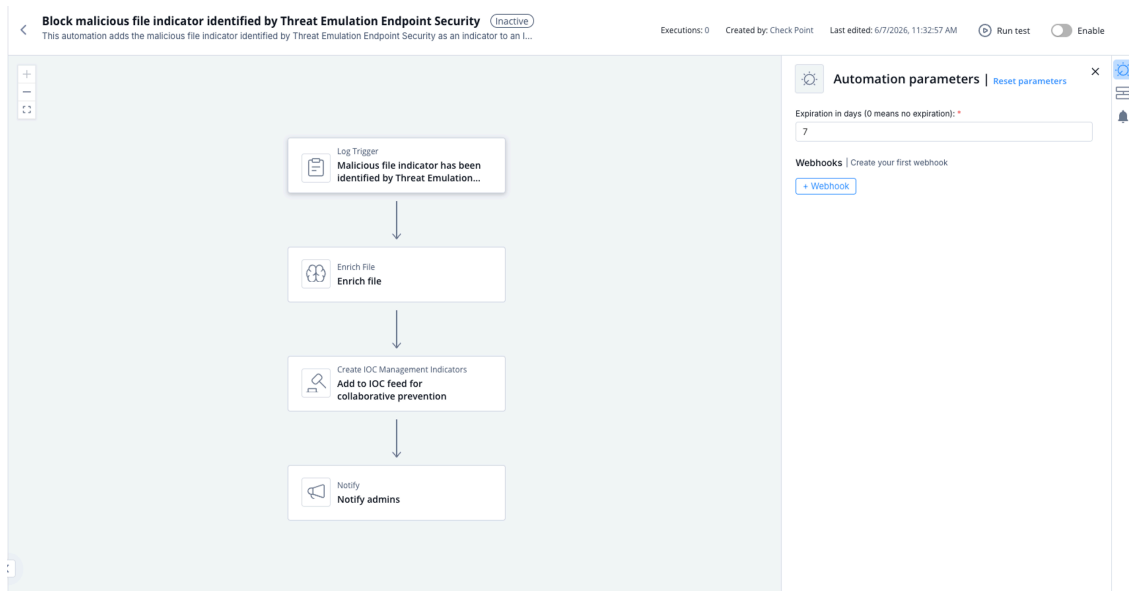 Block malicious file indicator identified by Threat Emulation Endpoint Security Inactive
This automation adds the malicious file indicator identified by Threat Emulation Endpoint Security as an indicator to an I...
Executions: 0 Created by: Check Point Last edited: 6/7/2026, 11:32:57 AM Run test Enable
Automation parameters | Reset parameters
Expiration in days (0 means no expiration): *
7
Webhooks | Create your first webhook
+ Webhook
Log Trigger
Malicious file indicator has been
identified by Threat Emulation...
Enrich File
Enrich file
Create IOC Management Indicators
Add to IOC feed for
collaborative prevention
Notify
Notify admins